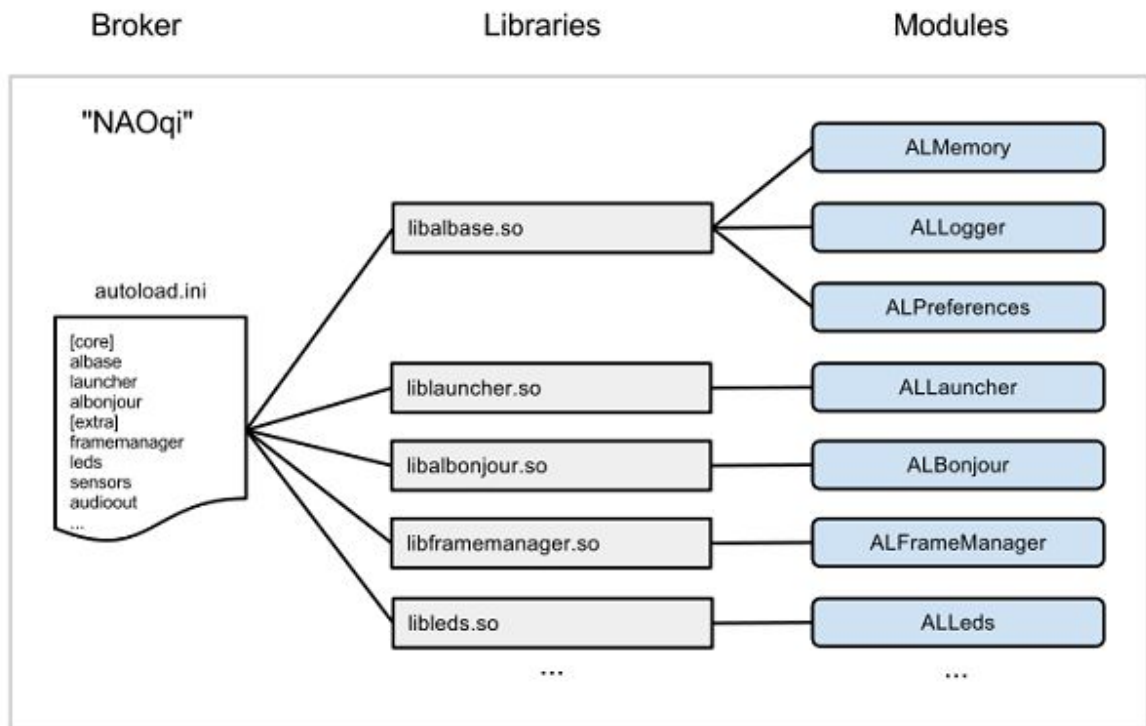 Broker
Libraries
Modules
"NAOqi"
autoload.ini
[core]
albase
launcher
albonjour
[extra]
framemanager
leds
sensors
audioout
...
libalbase.so
liblauncher.so
libalbonjour.so
libframemanager.so
libleds.so
...
ALMemory
ALLogger
ALPreferences
ALLauncher
ALBonjour
ALFrameManager
ALLeds
...